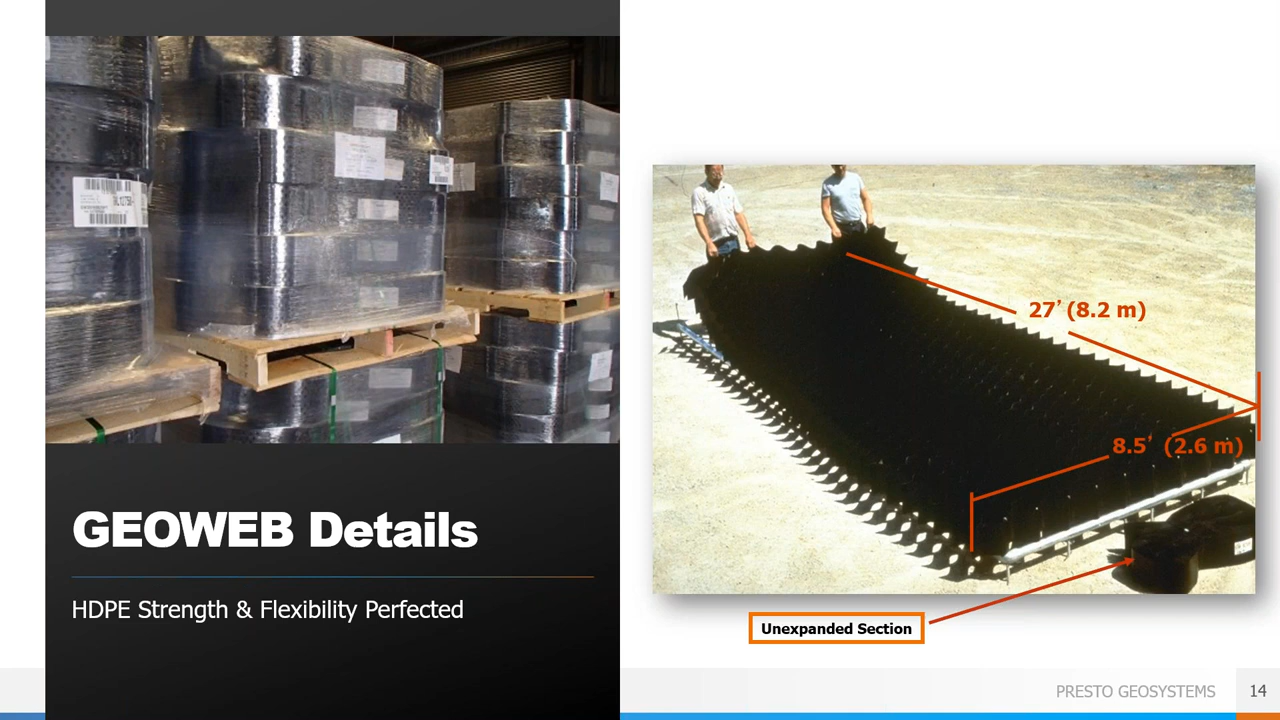 GEOWEB Details
HDPE Strength & Flexibility Perfected
27’ (8.2 m)
8.5’ (2.6 m)
Unexpanded Section
PRESTO GEOSYSTEMS
14